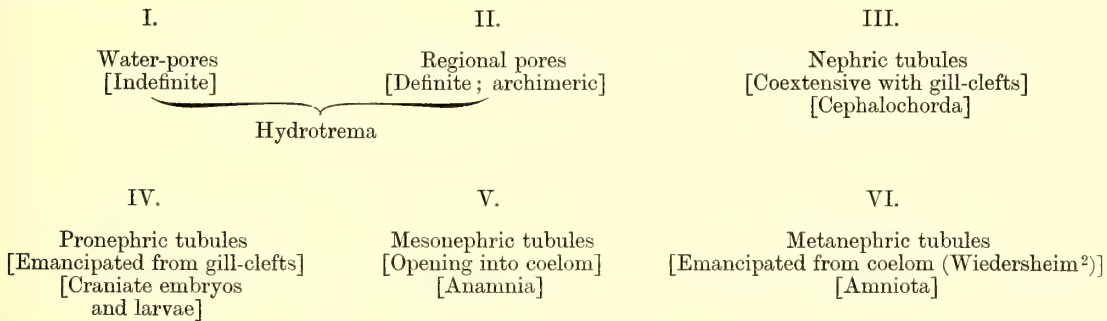 I.
Water-pores
[Indefinite]
II.
Regional pores
[Definite; archimeric]
Hydrotrema
III.
Nephric tubules
[Coextensive with gill-clefts]
[Cephalochorda]
IV.
Pronephric tubules
[Emancipated from gill-clefts]
[Craniate embryos
and larvae]
V.
Mesonephric tubules
[Opening into coelom]
[Anamnia]
VI.
Metanephric tubules
[Emancipated from coelom (Wiedersheim²)]
[Amniota]